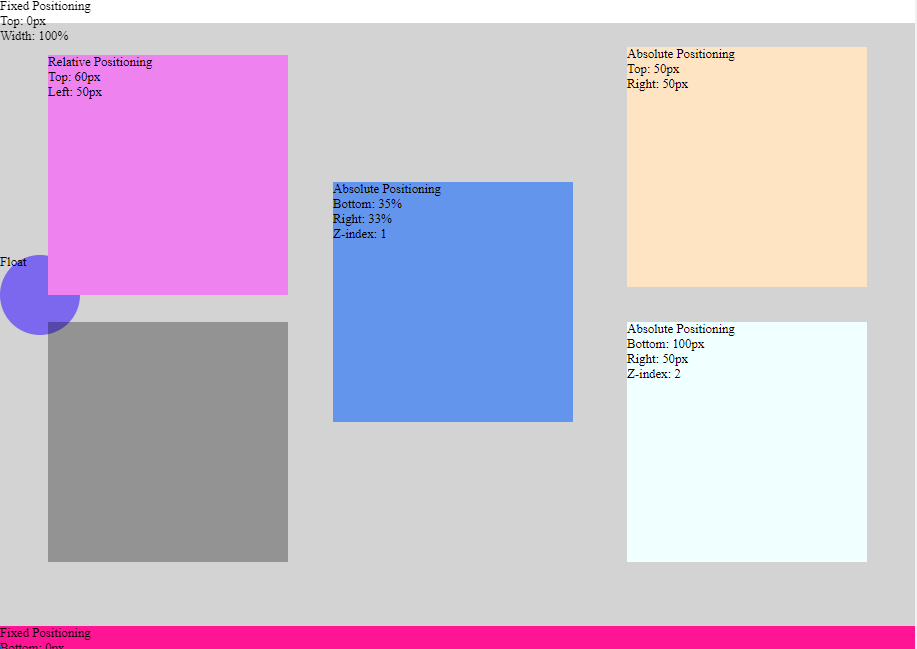 Fixed Positioning
Top: 0px
Width: 100%
Relative Positioning
Top: 60px
Left: 50px
Absolute Positioning
Top: 50px
Right: 50px
Absolute Positioning
Bottom: 35%
Right: 33%
Z-index: 1
Float
Absolute Positioning
Bottom: 100px
Right: 50px
Z-index: 2
Fixed Positioning
Bottom: 0px